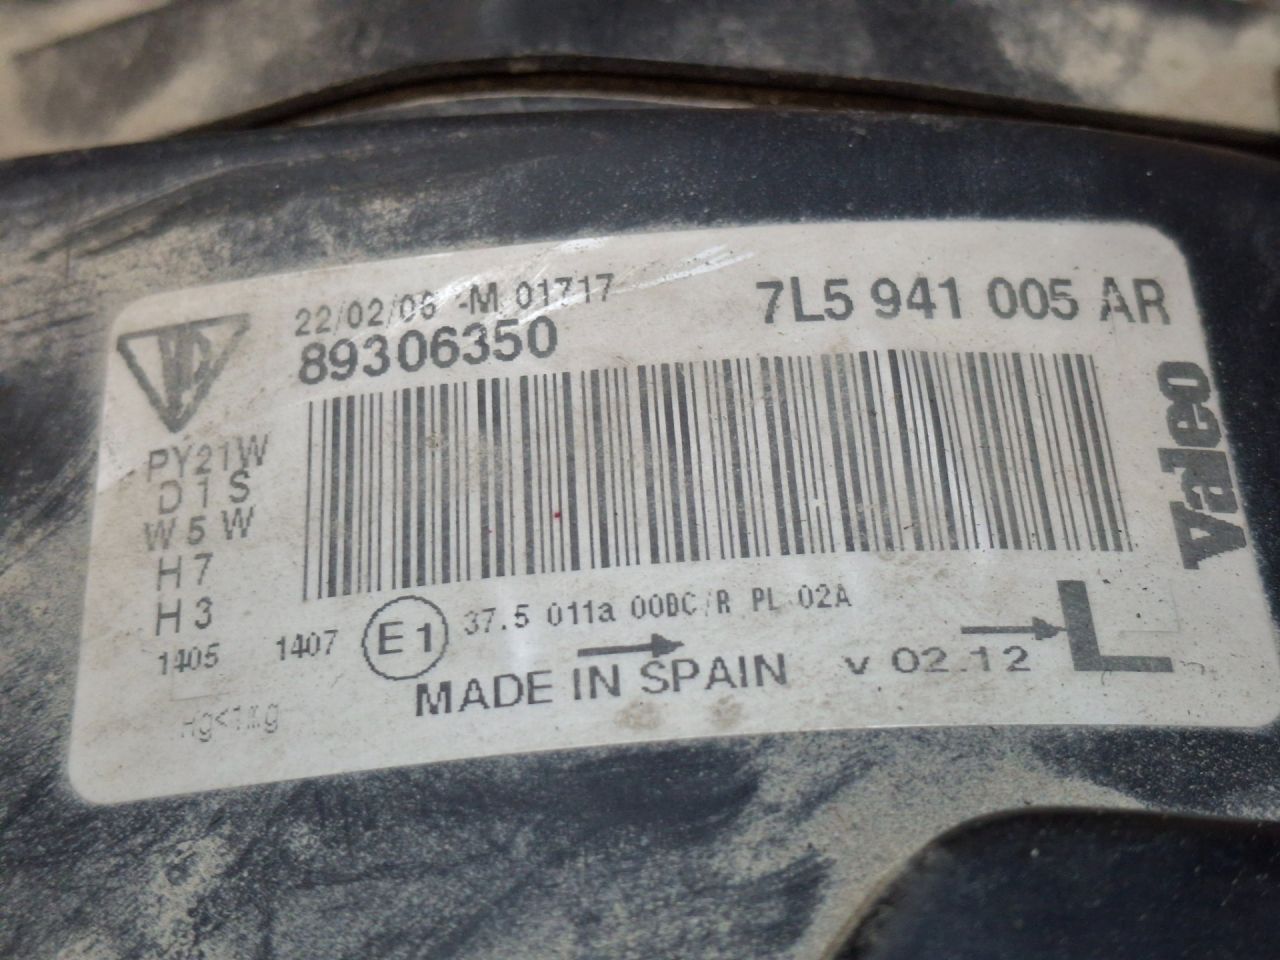 22/02/06 -M 01717
89306350
7L5 941 005 AR
Valeo
PY21W
D1S
W5W
H7
H3
1405 1407
E1
37.5 011a 00BC/R PL 02A
MADE IN SPAIN
v 02.12
L